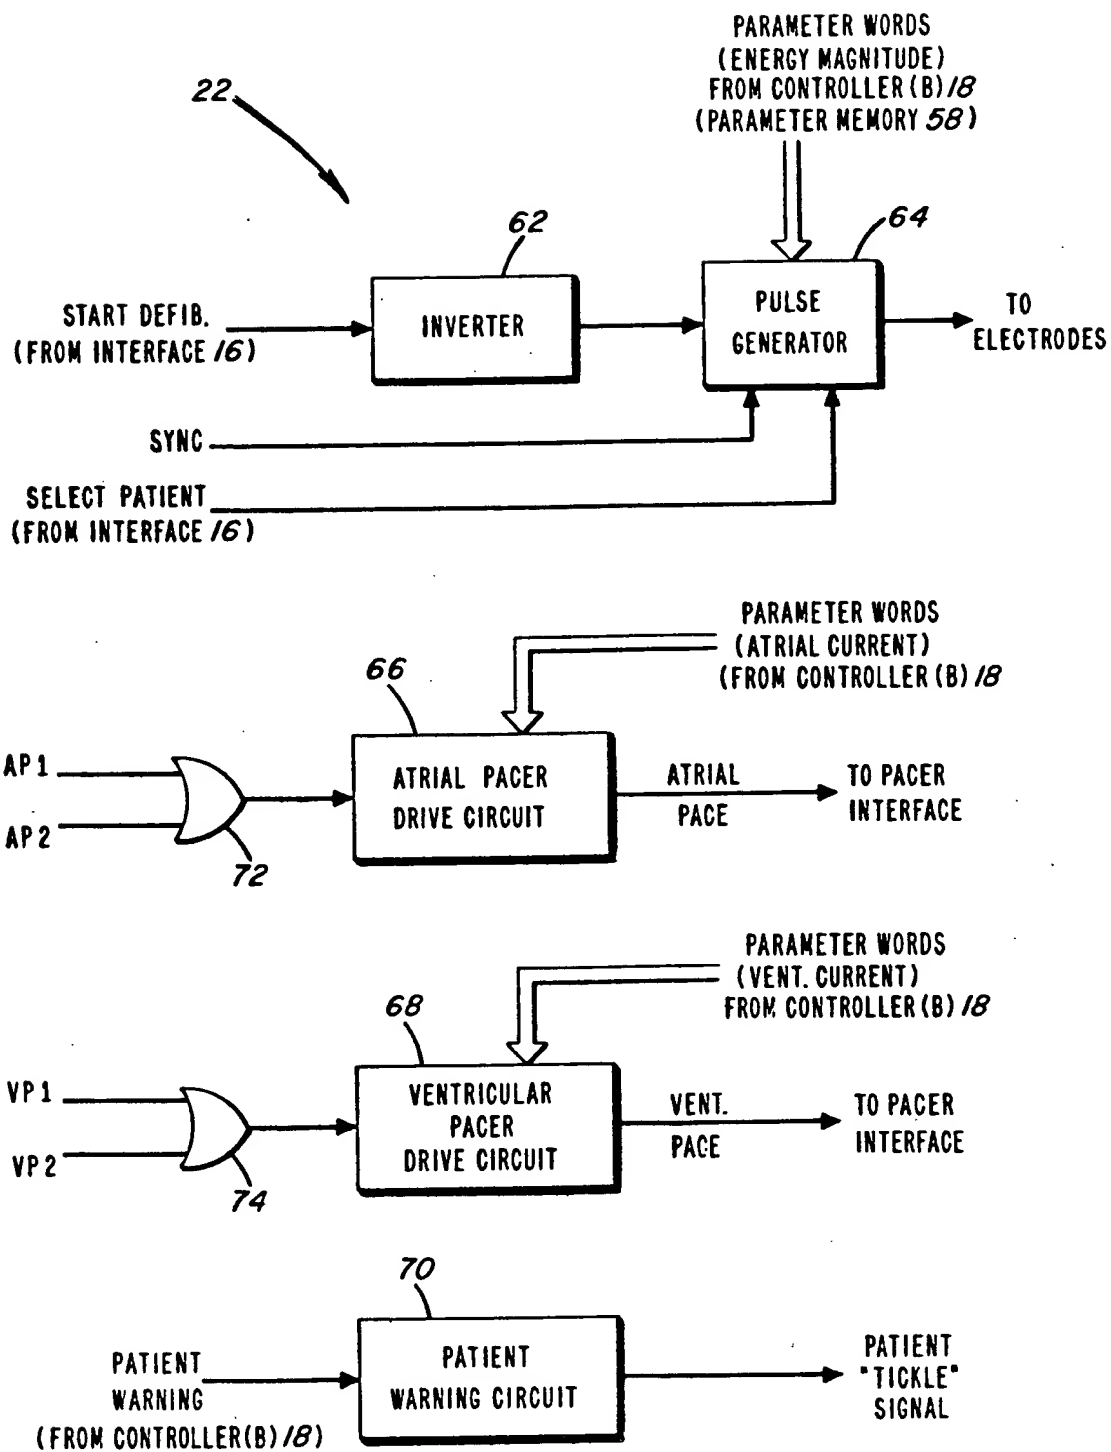 PARAMETER WORDS
(ENERGY MAGNITUDE)
FROM CONTROLLER (B) 18
(PARAMETER MEMORY 58)
22
62
64
START DEFIB.
(FROM INTERFACE 16)
INVERTER
PULSE
GENERATOR
TO
ELECTRODES
SYNC
SELECT PATIENT
(FROM INTERFACE 16)
PARAMETER WORDS
(ATRIAL CURRENT)
(FROM CONTROLLER (B) 18
66
AP1
AP2
72
ATRIAL PACER
DRIVE CIRCUIT
ATRIAL
PACE
TO PACER
INTERFACE
PARAMETER WORDS
(VENT. CURRENT)
FROM CONTROLLER (B) 18
68
VP1
VP2
74
VENTRICULAR
PACER
DRIVE CIRCUIT
VENT.
PACE
TO PACER
INTERFACE
70
PATIENT
WARNING
(FROM CONTROLLER (B) 18)
PATIENT
WARNING CIRCUIT
PATIENT
"TICKLE"
SIGNAL